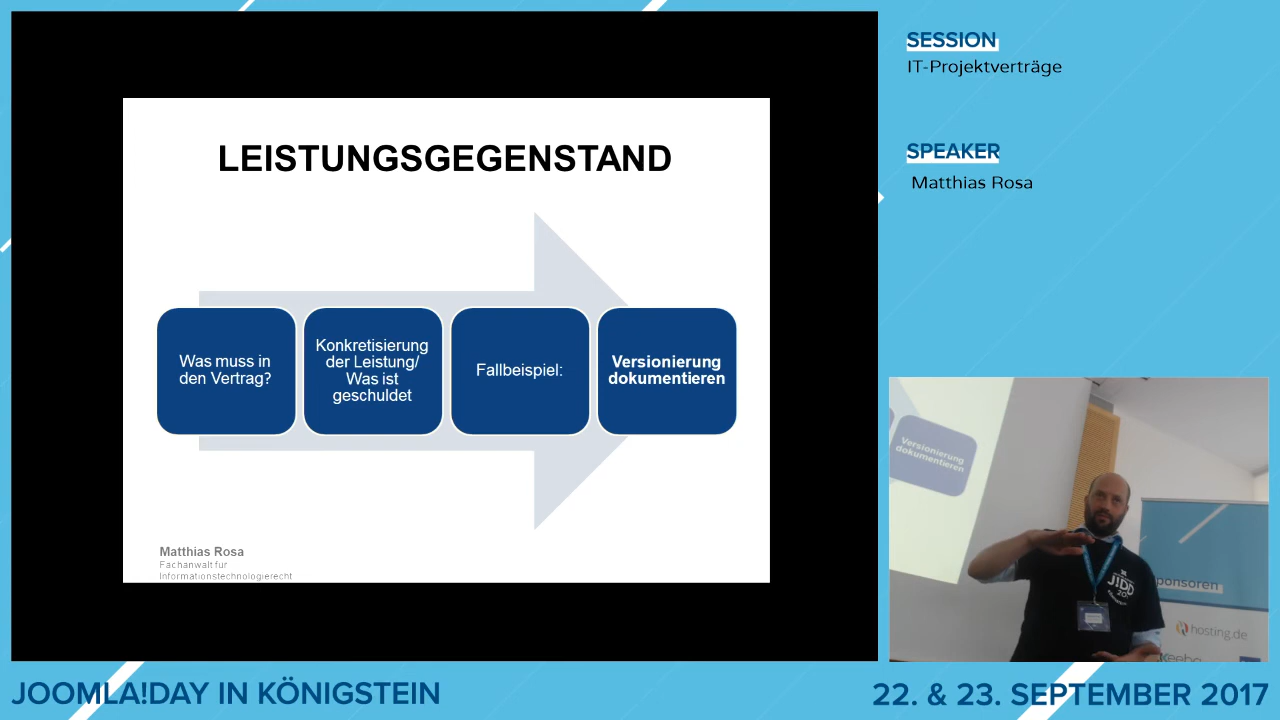 SESSION
IT-Projektverträge
SPEAKER
Matthias Rosa
LEISTUNGSGEGENSTAND
Was muss in
den Vertrag?
Konkretisierung
der Leistung/
Was ist
geschuldet
Fallbeispiel:
Versionierung
dokumentieren
Matthias Rosa
Fachanwalt für
Informationstechnologierecht
Versionierung
dokumentieren
J!DD
ponsoren
hosting.de
JOOMLA!DAY IN KÖNIGSTEIN
22. & 23. SEPTEMBER 2017